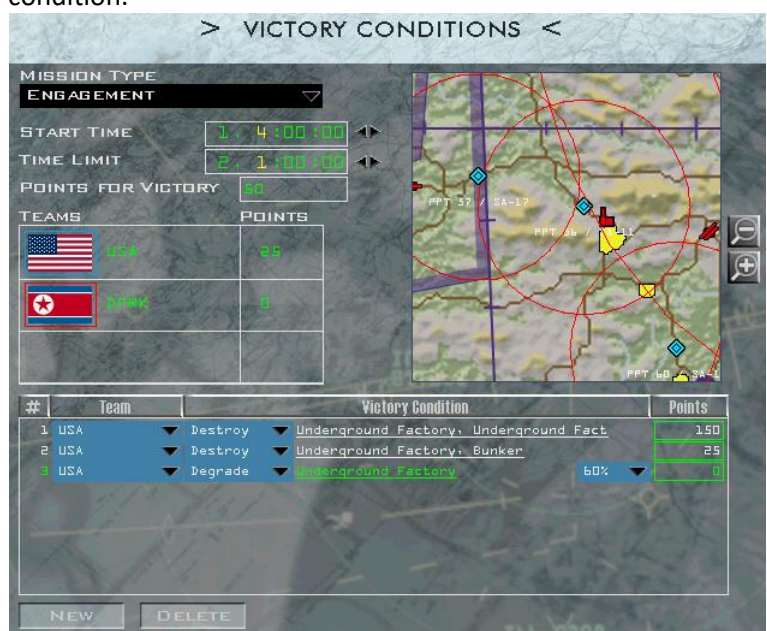 condition.
> VICTORY CONDITIONS <
MISSION TYPE
ENGAGEMENT
START TIME 1, 4:00:00
TIME LIMIT 2, 1:00:00
POINTS FOR VICTORY 50
TEAMS POINTS
USA 25
DPRK 0
PPT 57 / SA-17
PPT 60 / SA-1
# Team Victory Condition Points
1 USA Destroy Underground Factory, Underground Fact 150
2 USA Destroy Underground Factory, Bunker 25
3 USA Degrade Underground Factory 60% 0
NEW DELETE